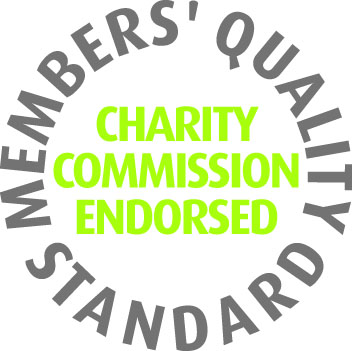 MEMBERS' QUALITY
CHARITY
COMMISSION
ENDORSED
STANDARD